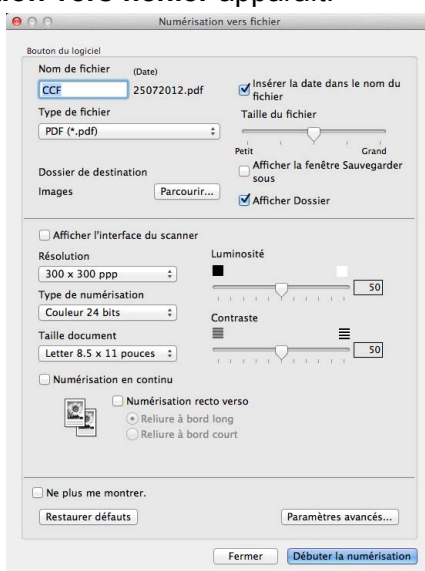 ion vers fichier apparaît.
Numérisation vers fichier
Bouton du logiciel
Nom de fichier (Date)
CCF 25072012.pdf
Insérer la date dans le nom du
fichier
Type de fichier
Taille du fichier
PDF (*.pdf)
Petit Grand
Dossier de destination
Afficher la fenêtre Sauvegarder
sous
Images Parcourir...
Afficher Dossier
Afficher l'interface du scanner
Résolution Luminosité
300 x 300 ppp
50
Type de numérisation
Couleur 24 bits
Contraste
Taille document
Letter 8.5 x 11 pouces
50
Numérisation en continu
Numérisation recto verso
Reliure à bord long
Reliure à bord court
Ne plus me montrer.
Restaurer défauts Paramètres avancés...
Fermer Débuter la numérisation